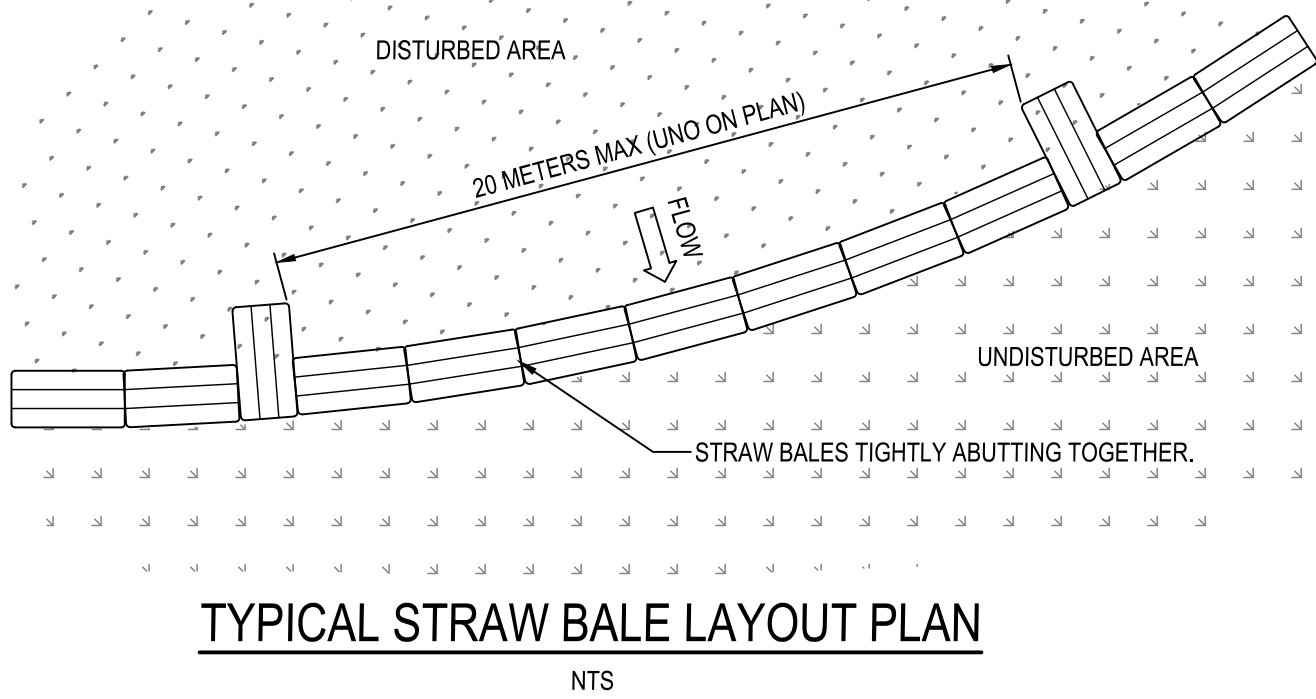 DISTURBED AREA
20 METERS MAX (UNO ON PLAN)
FLOW
UNDISTURBED AREA
STRAW BALES TIGHTLY ABUTTING TOGETHER.
TYPICAL STRAW BALE LAYOUT PLAN
NTS